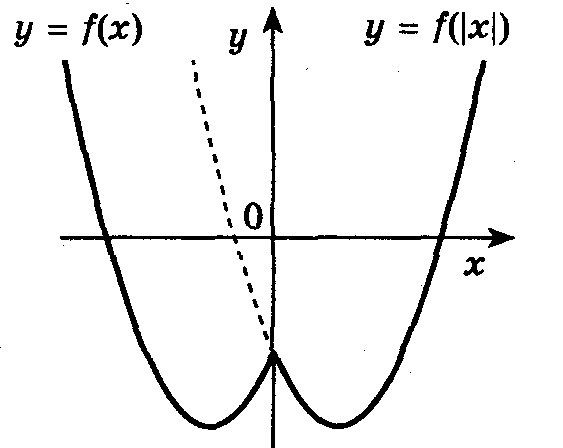 y = f(x)
y
y = f(|x|)
0
x